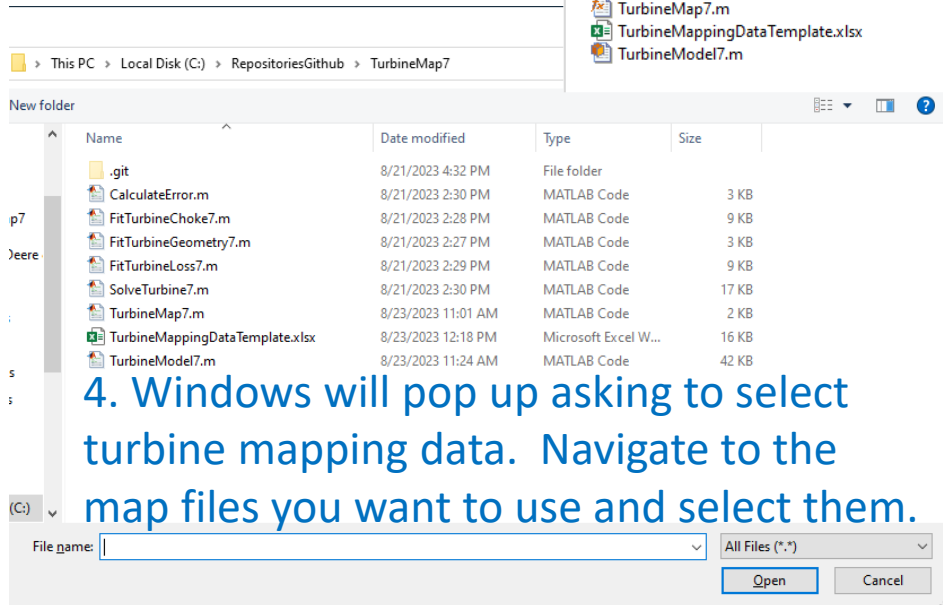 TurbineMap7.m
TurbineMappingDataTemplate.xlsx
TurbineModel7.m
> This PC > Local Disk (C:) > RepositoriesGithub > TurbineMap7
New folder
?
Name Date modified Type Size
.git 8/21/2023 4:32 PM File folder
CalculateError.m 8/21/2023 2:30 PM MATLAB Code 3 KB
p7 FitTurbineChoke7.m 8/21/2023 2:28 PM MATLAB Code 9 KB
FitTurbineGeometry7.m 8/21/2023 2:27 PM MATLAB Code 3 KB
Deere FitTurbineLoss7.m 8/21/2023 2:29 PM MATLAB Code 9 KB
SolveTurbine7.m 8/21/2023 2:30 PM MATLAB Code 17 KB
TurbineMap7.m 8/23/2023 11:01 AM MATLAB Code 2 KB
TurbineMappingDataTemplate.xlsx 8/23/2023 12:18 PM Microsoft Excel W... 16 KB
s TurbineModel7.m 8/23/2023 11:24 AM MATLAB Code 42 KB
4. Windows will pop up asking to select
turbine mapping data. Navigate to the
(C:) map files you want to use and select them.
File name: All Files (*.*)
Open Cancel